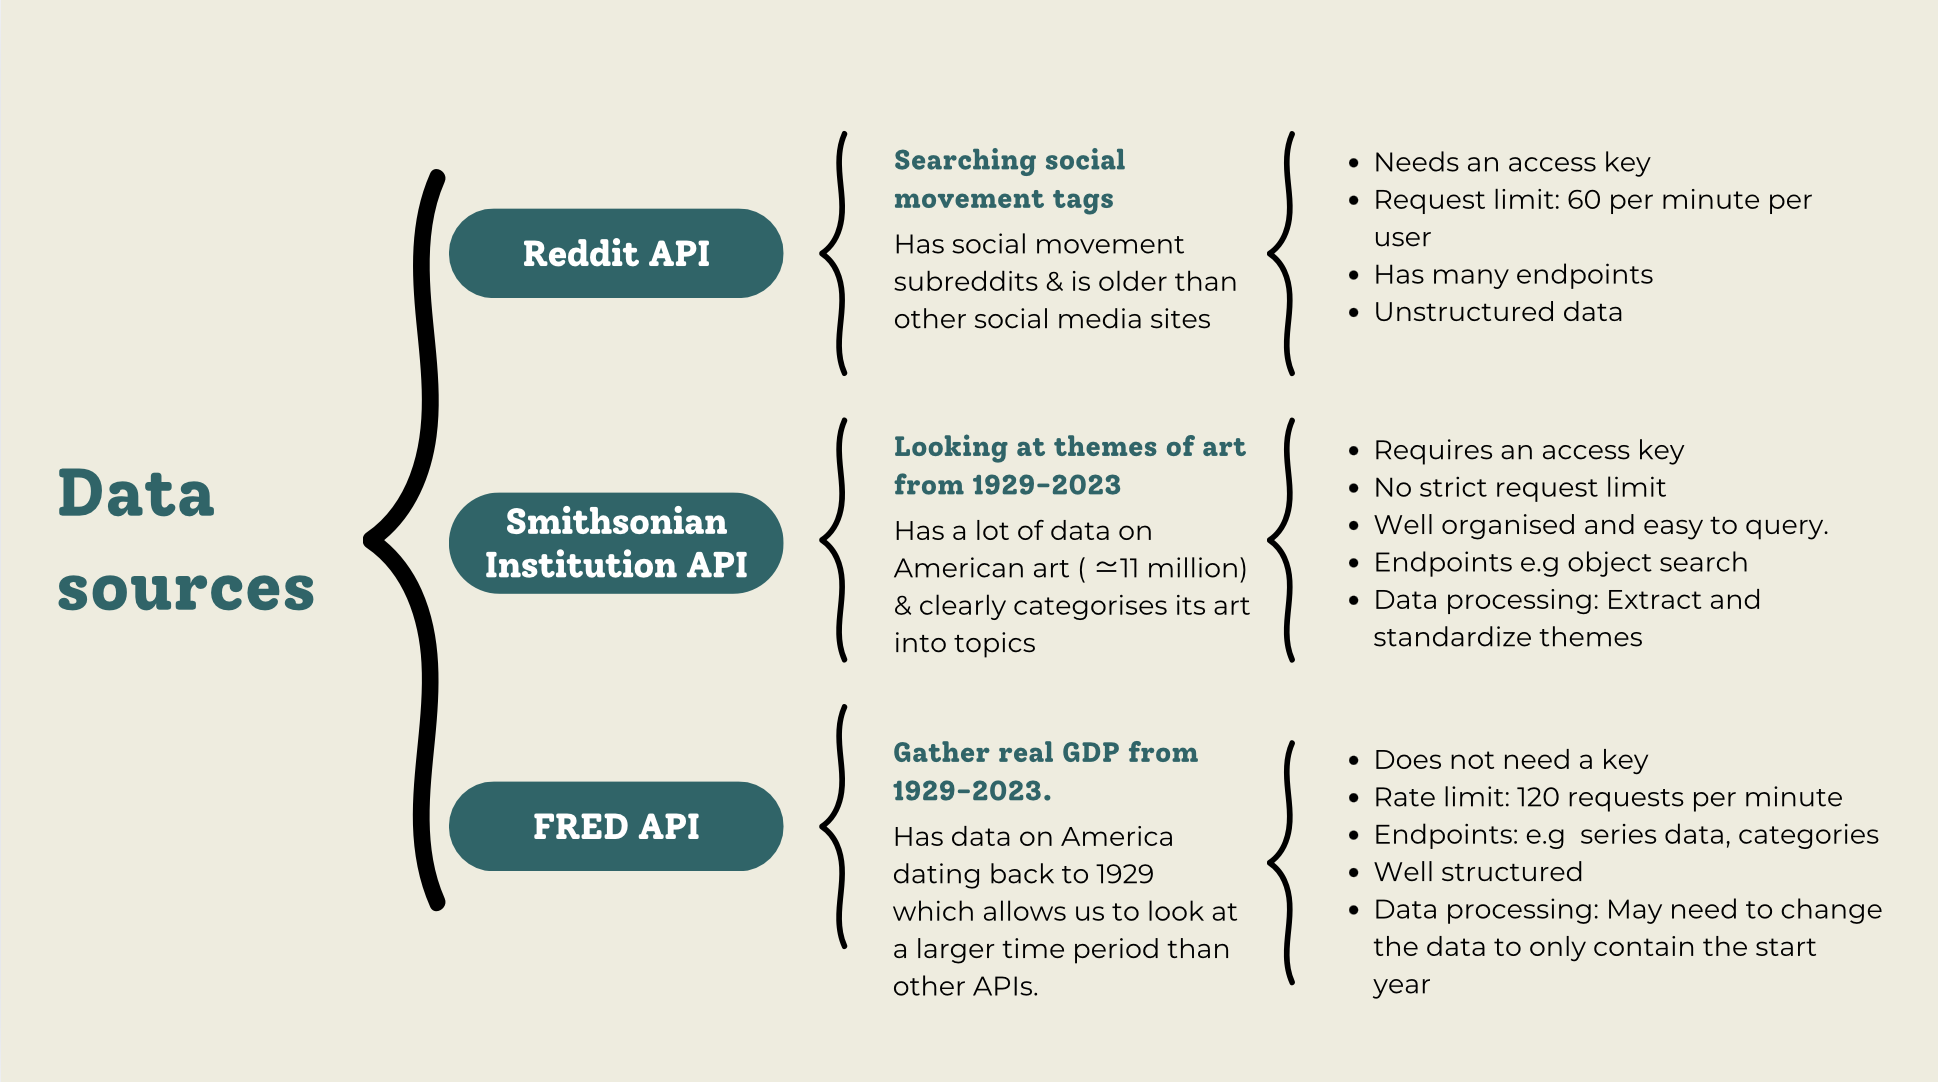 Data
sources
Reddit API
Searching social
movement tags
Has social movement
subreddits & is older than
other social media sites
Needs an access key
Request limit: 60 per minute per
user
Has many endpoints
Unstructured data
Smithsonian
Institution API
Looking at themes of art
from 1929-2023
Has a lot of data on
American art ( ≃11 million)
& clearly categorises its art
into topics
Requires an access key
No strict request limit
Well organised and easy to query.
Endpoints e.g object search
Data processing: Extract and
standardize themes
FRED API
Gather real GDP from
1929-2023.
Has data on America
dating back to 1929
which allows us to look at
a larger time period than
other APIs.
Does not need a key
Rate limit: 120 requests per minute
Endpoints: e.g  series data, categories
Well structured
Data processing: May need to change
the data to only contain the start
year